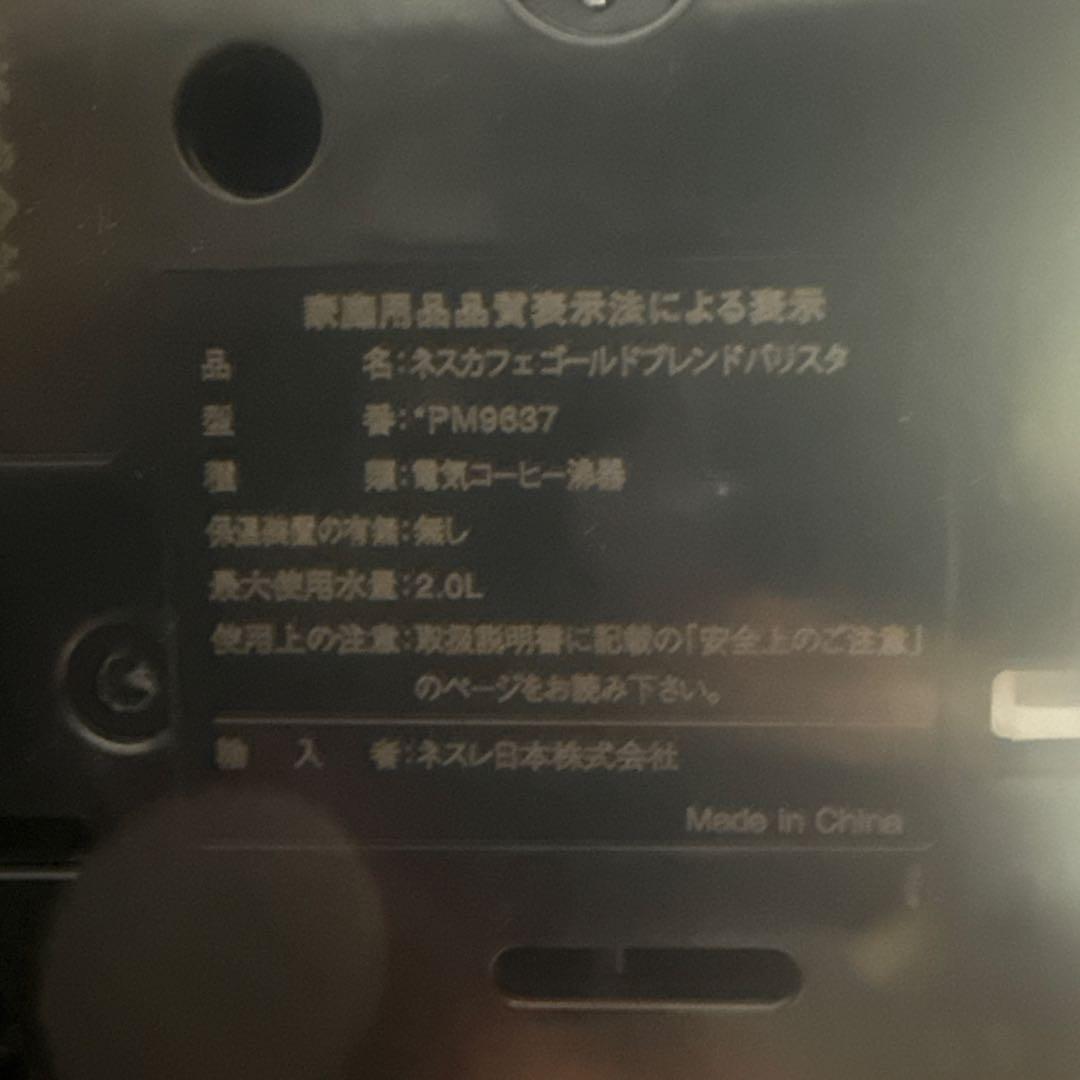 家庭用品品質表示法による表示
品名:ネスカフェゴールドブレンドバリスタ
型番:*PM9637
種類:電気コーヒー沸器
保温装置の有無:無し
最大使用水量:2.0L
使用上の注意:取扱説明書に記載の「安全上のご注意」
のページをお読み下さい。
輸入者:ネスレ日本株式会社
Made in China